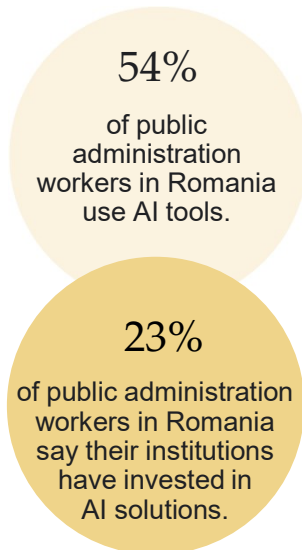 54%
of public
administration
workers in Romania
use AI tools.
23%
of public administration
workers in Romania
say their institutions
have invested in
AI solutions.